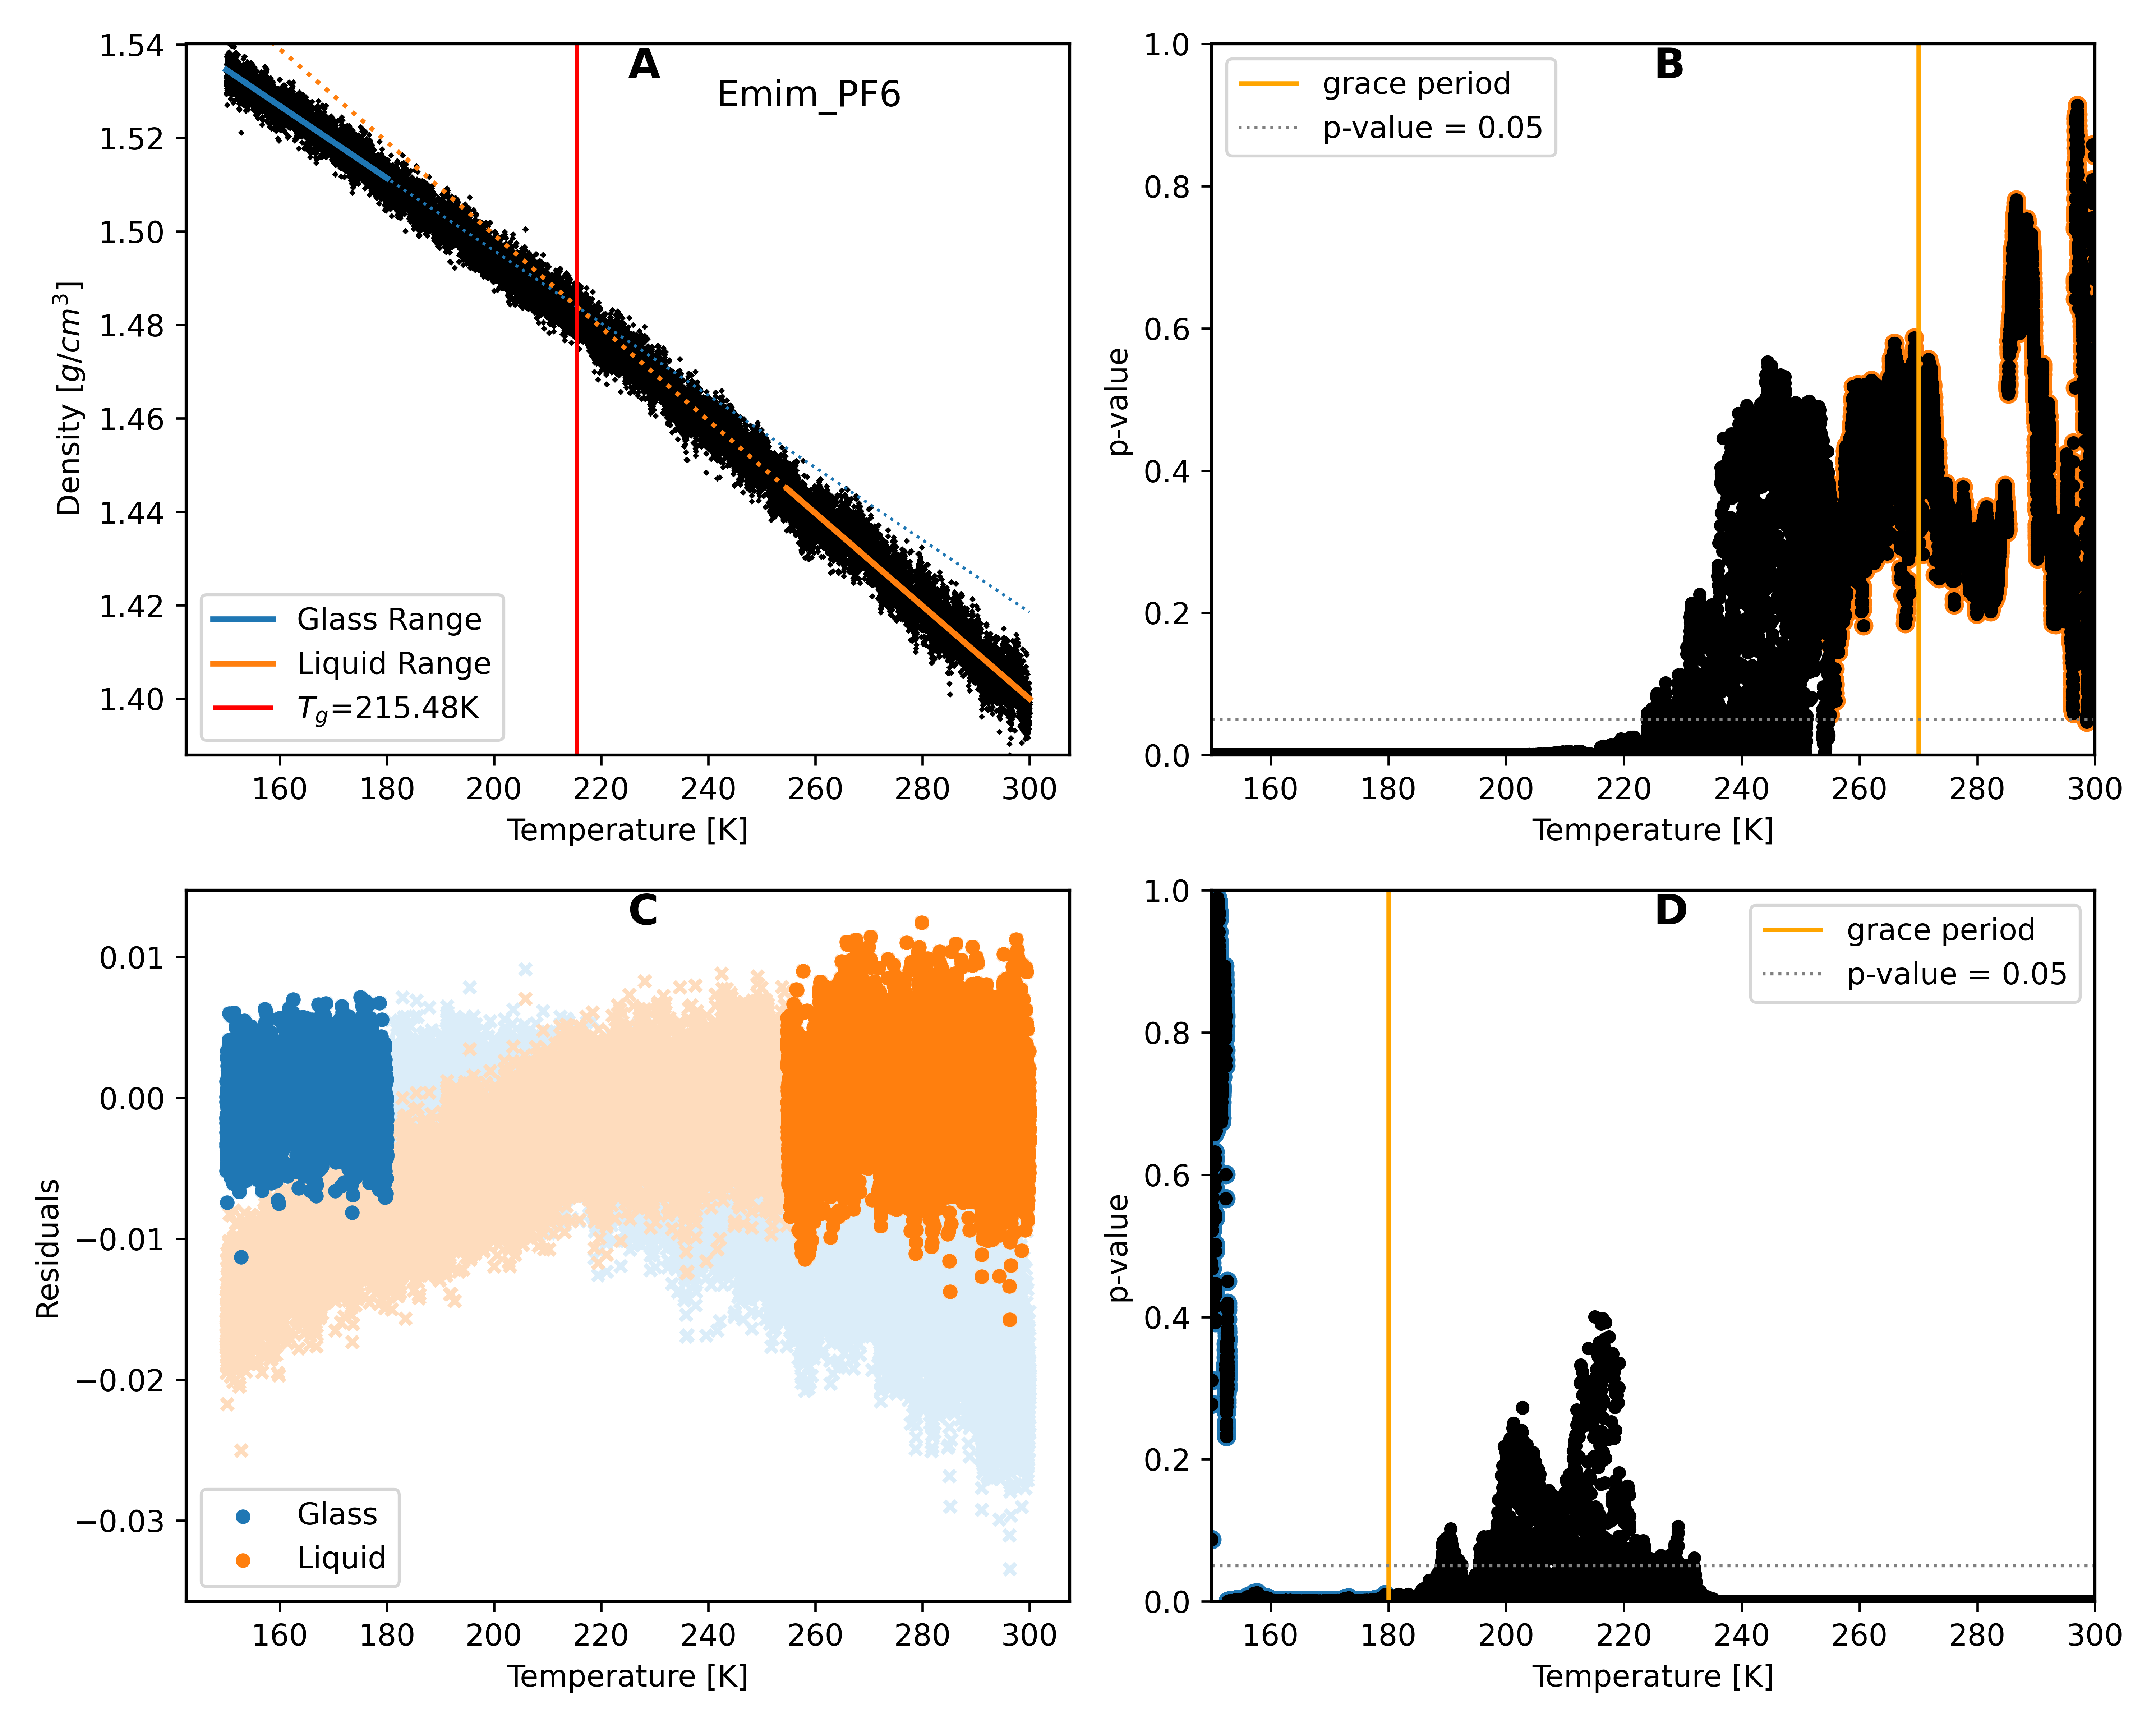 A
Emim_PF6
1.54
1.52
1.50
1.48
1.46
1.44
1.42
1.40
Density [g/cm³]
Glass Range
Liquid Range
T_g=215.48K
160 180 200 220 240 260 280 300
Temperature [K]
B
grace period
p-value = 0.05
1.0
0.8
0.6
0.4
0.2
0.0
p-value
160 180 200 220 240 260 280 300
Temperature [K]
C
0.01
0.00
−0.01
−0.02
−0.03
Residuals
Glass
Liquid
160 180 200 220 240 260 280 300
Temperature [K]
D
grace period
p-value = 0.05
1.0
0.8
0.6
0.4
0.2
0.0
p-value
160 180 200 220 240 260 280 300
Temperature [K]